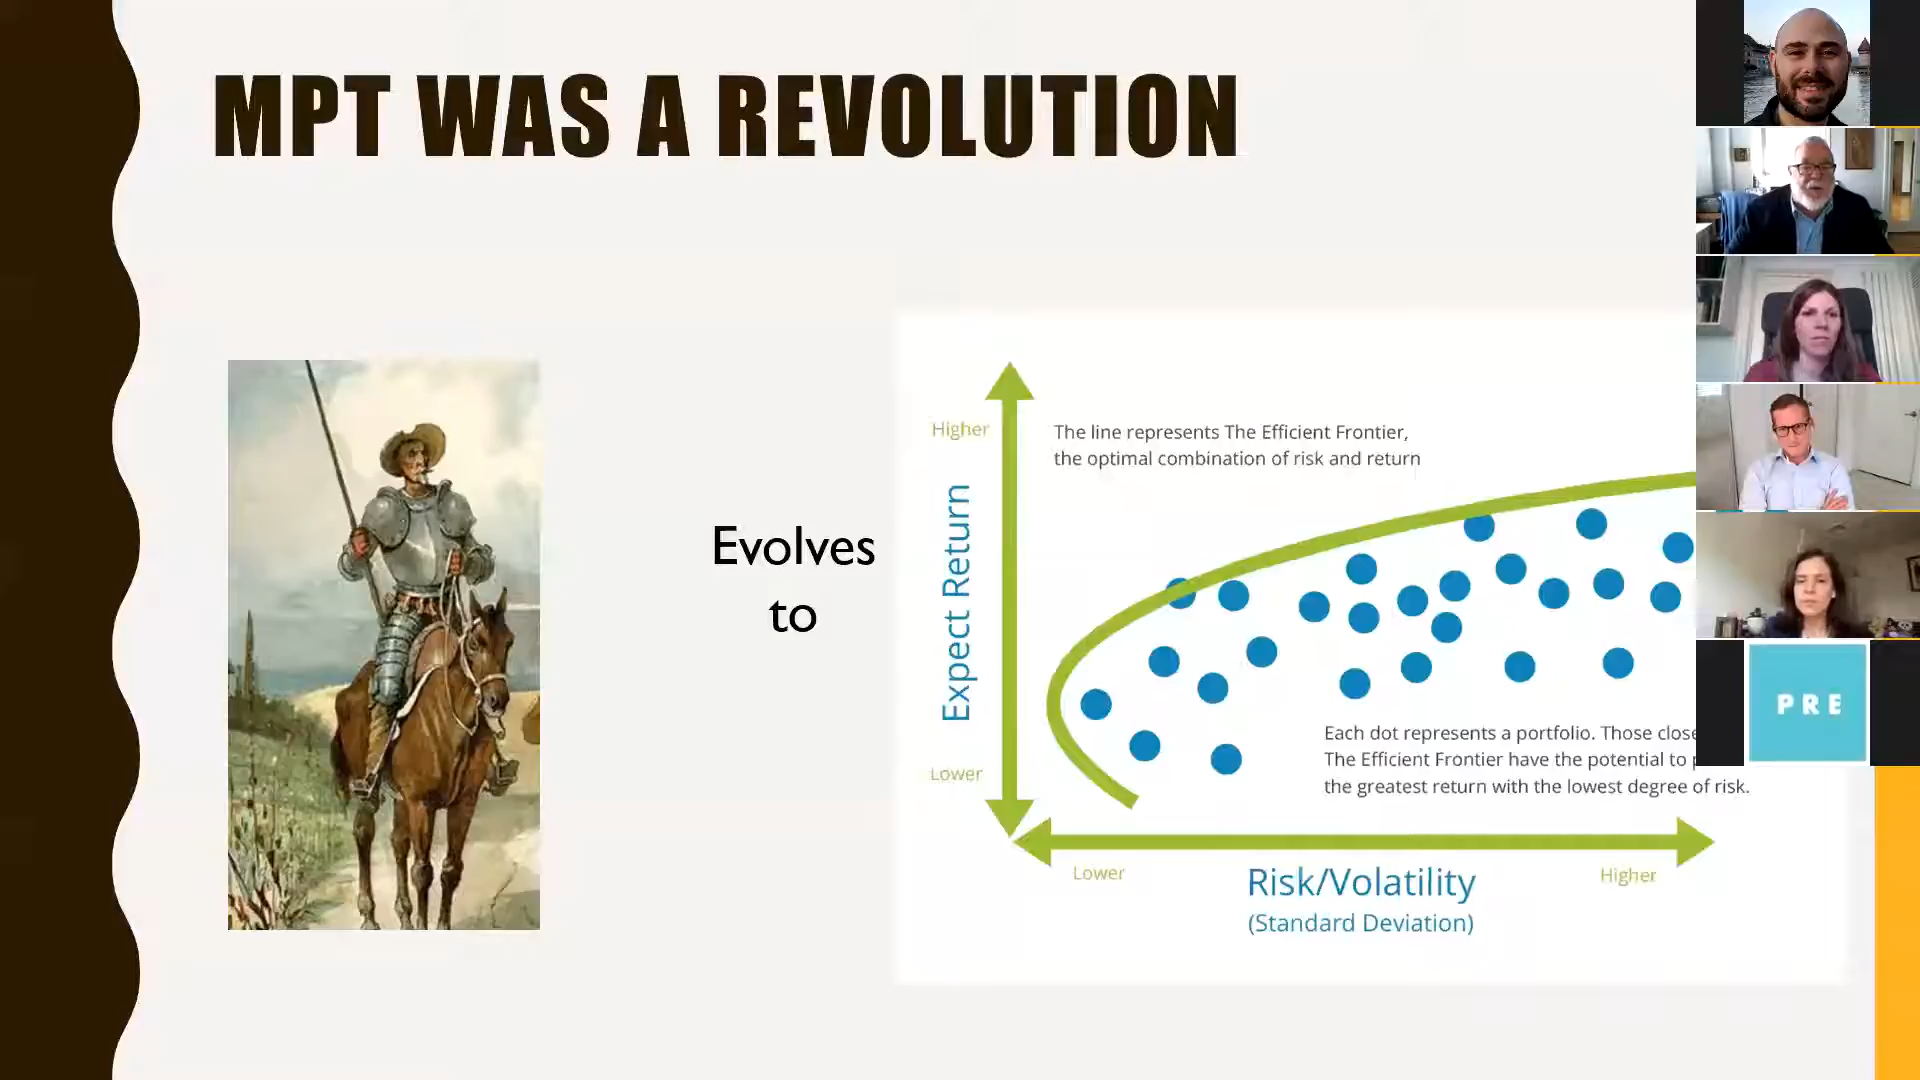 MPT WAS A REVOLUTION
Evolves
to
Higher
Expect Return
Lower
The line represents The Efficient Frontier,
the optimal combination of risk and return
Each dot represents a portfolio. Those close
The Efficient Frontier have the potential to
the greatest return with the lowest degree of risk.
Lower
Higher
Risk/Volatility
(Standard Deviation)
PRE